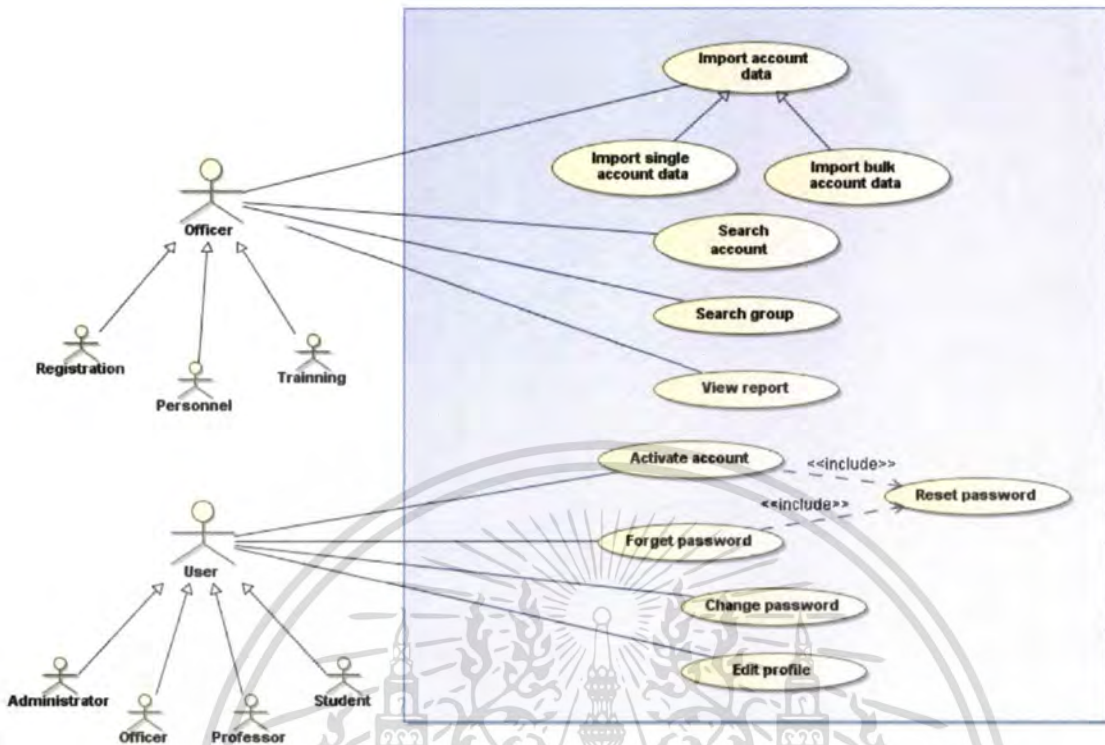 Import account
data
Import single
account data
Import bulk
account data
Officer
Search
account
Search group
Registration
Personnel
Trainning
View report
Activate account
<<include>>
Reset password
<<include>>
Forget password
User
Change password
Edit profile
Administrator
Officer
Professor
Student